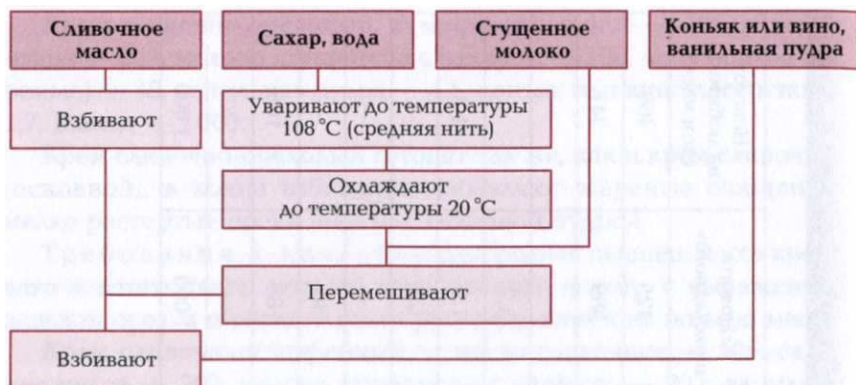 Сливочное
масло
Сахар, вода
Сгущенное
молоко
Коньяк или вино,
ванильная пудра
Взбивают
Уваривают до температуры
108 °С (средняя нить)
Охлаждают
до температуры 20 °С
Перемешивают
Взбивают